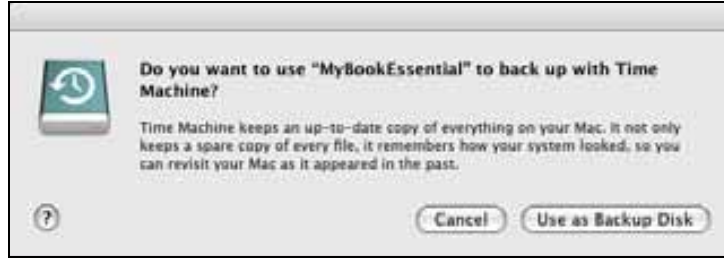 Do you want to use “MyBookEssential” to back up with Time
Machine?
Time Machine keeps an up-to-date copy of everything on your Mac. It not only
keeps a spare copy of every file, it remembers how your system looked, so you
can revisit your Mac as it appeared in the past.
?
Cancel
Use as Backup Disk